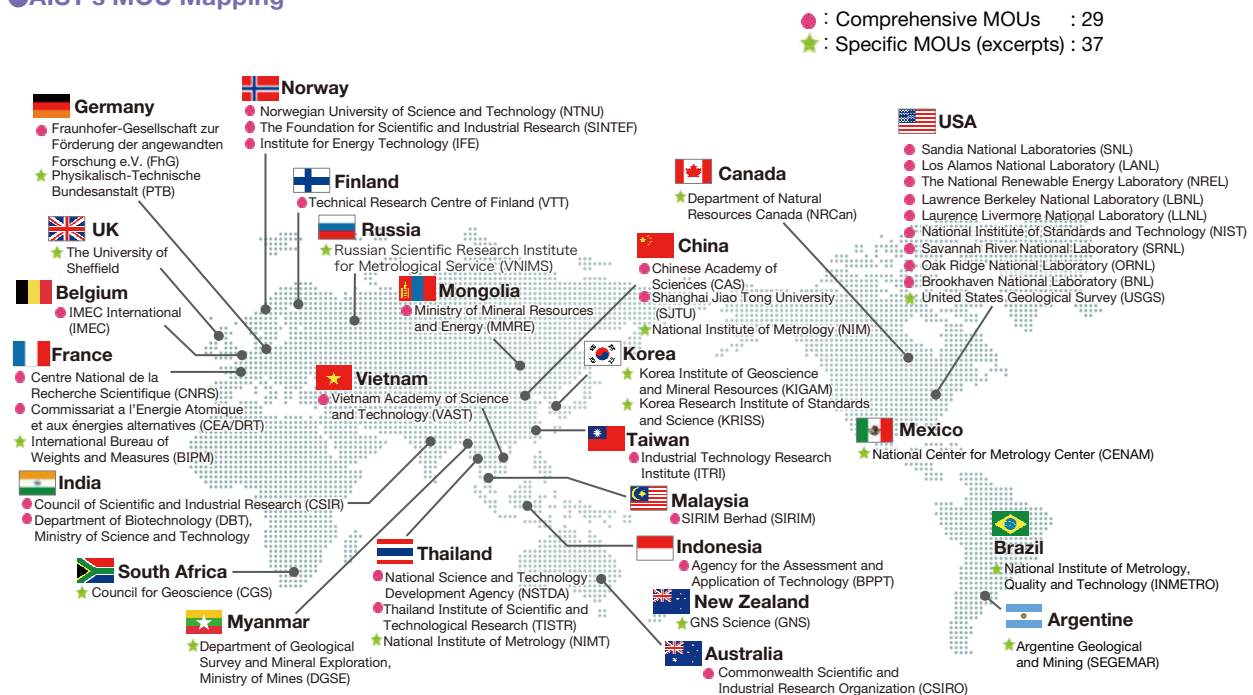 ●AIST's MOU Mapping
● : Comprehensive MOUs : 29
★ : Specific MOUs (excerpts) : 37
Germany
Fraunhofer-Gesellschaft zur
Förderung der angewandten
Forschung e.V. (FhG)
Physikalisch-Technische
Bundesanstalt (PTB)
Norway
Norwegian University of Science and Technology (NTNU)
The Foundation for Scientific and Industrial Research (SINTEF)
Institute for Energy Technology (IFE)
Finland
Technical Research Centre of Finland (VTT)
UK
The University of
Sheffield
Russia
Russian Scientific Research Institute
for Metrological Service (VNIIMS)
Belgium
IMEC International
(IMEC)
Mongolia
Ministry of Mineral Resources
and Energy (MMRE)
France
Centre National de la
Recherche Scientifique (CNRS)
Commissariat a l'Energie Atomique
et aux énergies alternatives (CEA/DRT)
International Bureau of
Weights and Measures (BIPM)
Vietnam
Vietnam Academy of Science
and Technology (VAST)
India
Council of Scientific and Industrial Research (CSIR)
Department of Biotechnology (DBT),
Ministry of Science and Technology
South Africa
Council for Geoscience (CGS)
Myanmar
Department of Geological
Survey and Mineral Exploration,
Ministry of Mines (DGSE)
Thailand
National Science and Technology
Development Agency (NSTDA)
Thailand Institute of Scientific and
Technological Research (TISTR)
National Institute of Metrology (NIMT)
Canada
Department of Natural
Resources Canada (NRCan)
China
Chinese Academy of
Sciences (CAS)
Shanghai Jiao Tong University
(SJTU)
National Institute of Metrology (NIM)
Korea
Korea Institute of Geoscience
and Mineral Resources (KIGAM)
Korea Research Institute of Standards
and Science (KRISS)
Taiwan
Industrial Technology Research
Institute (ITRI)
Malaysia
SIRIM Berhad (SIRIM)
Indonesia
Agency for the Assessment and
Application of Technology (BPPT)
New Zealand
GNS Science (GNS)
Australia
Commonwealth Scientific and
Industrial Research Organization (CSIRO)
USA
Sandia National Laboratories (SNL)
Los Alamos National Laboratory (LANL)
The National Renewable Energy Laboratory (NREL)
Lawrence Berkeley National Laboratory (LBNL)
Laurence Livermore National Laboratory (LLNL)
National Institute of Standards and Technology (NIST)
Savannah River National Laboratory (SRNL)
Oak Ridge National Laboratory (ORNL)
Brookhaven National Laboratory (BNL)
United States Geological Survey (USGS)
Mexico
National Center for Metrology Center (CENAM)
Brazil
National Institute of Metrology,
Quality and Technology (INMETRO)
Argentine
Argentine Geological
and Mining (SEGEMAR)